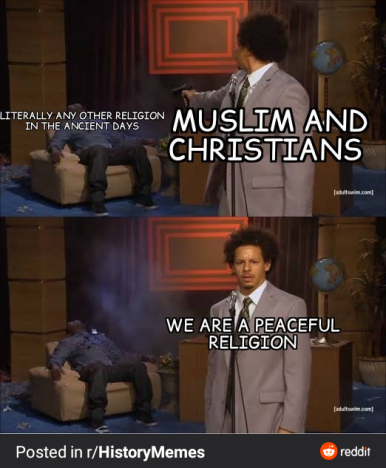 LITERALLY ANY OTHER RELIGION
IN THE ANCIENT DAYS
MUSLIM AND
CHRISTIANS
[adultswim.com]
WE ARE A PEACEFUL
RELIGION
[adultswim.com]
Posted in r/HistoryMemes
reddit